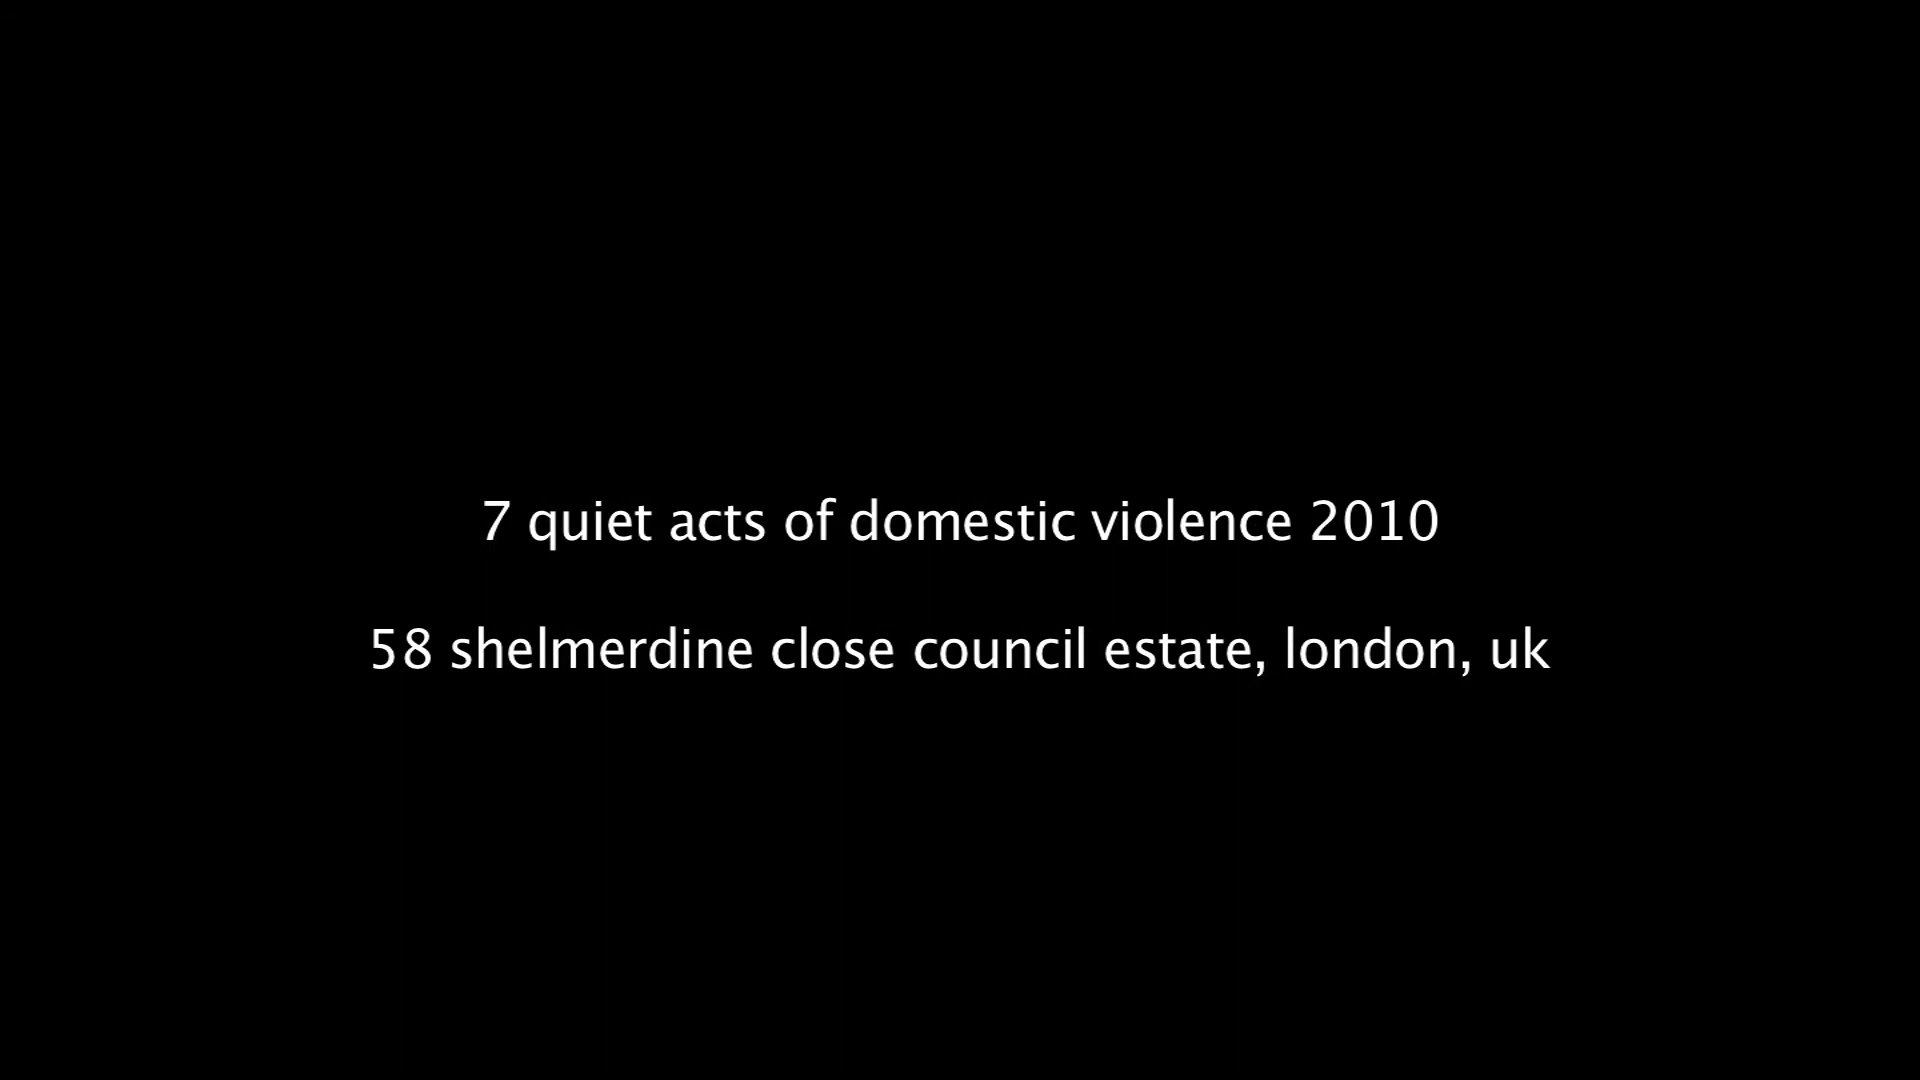 7 quiet acts of domestic violence 2010
58 shelmerdine close council estate, london, uk